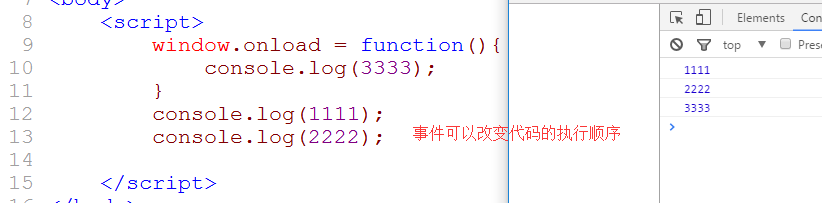 7 <body>
8 <script>
9 window.onload = function(){
10 console.log(3333);
11 }
12 console.log(1111);
13 console.log(2222);
14
15 </script>
事件可以改变代码的执行顺序
Elements Con
top Prese
1111
2222
3333
>